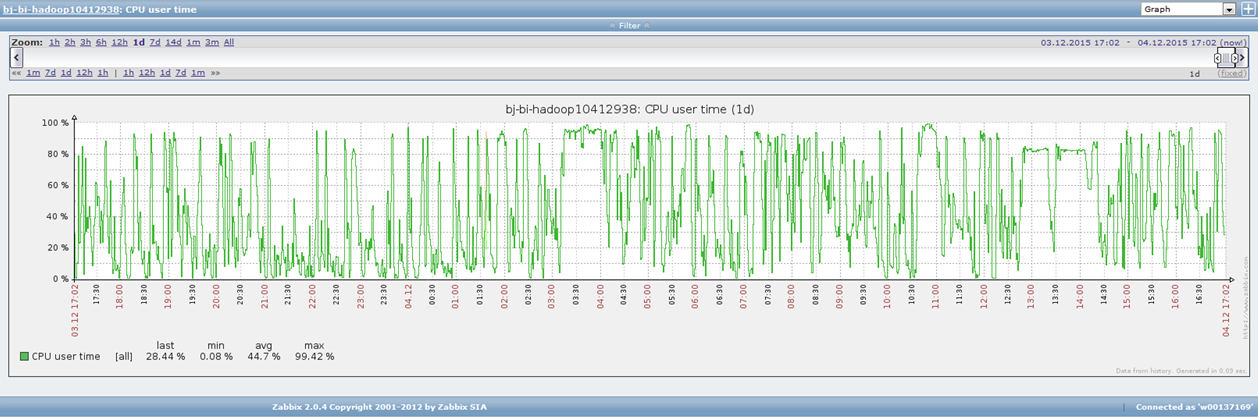 bj-bi-hadoop10412938: CPU user time Graph
Filter
Zoom: 1h 2h 3h 6h 12h 1d 7d 14d 1m 3m All 03.12.2015 17:02 - 04.12.2015 17:02 (now!)
«« 1m 7d 1d 12h 1h | 1h 12h 1d 7d 1m »» 1d (fixed)
bj-bi-hadoop10412938: CPU user time (1d)
100 %
80 %
60 %
40 %
20 %
0 %
03.12 17:02 17:30 18:00 18:30 19:00 19:30 20:00 20:30 21:00 21:30 22:00 22:30 23:00 23:30 04.12 00:30 01:00 01:30 02:00 02:30 03:00 03:30 04:00 04:30 05:00 05:30 06:00 06:30 07:00 07:30 08:00 08:30 09:00 09:30 10:00 10:30 11:00 11:30 12:00 12:30 13:00 13:30 14:00 14:30 15:00 15:30 16:00 16:30 04.12 17:02
http://www.zabbix.com
last min avg max
CPU user time [all] 28.44 % 0.08 % 44.7 % 99.42 %
Data from history. Generated in 0.09 sec.
Zabbix 2.0.4 Copyright 2001-2012 by Zabbix SIA | Connected as 'w00137169'